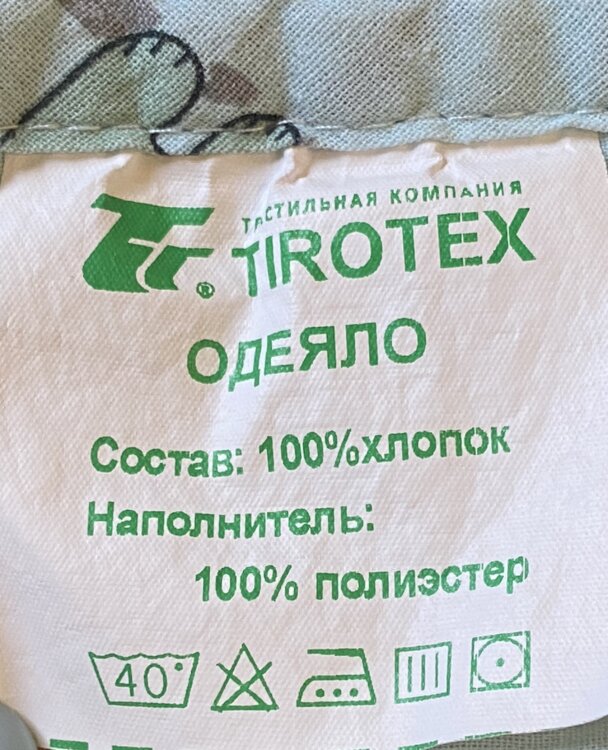 ТЕКСТИЛЬНАЯ КОМПАНИЯ
TIROTEX
ОДЕЯЛО
Состав: 100%хлопок
Наполнитель:
100% полиэстер
40°